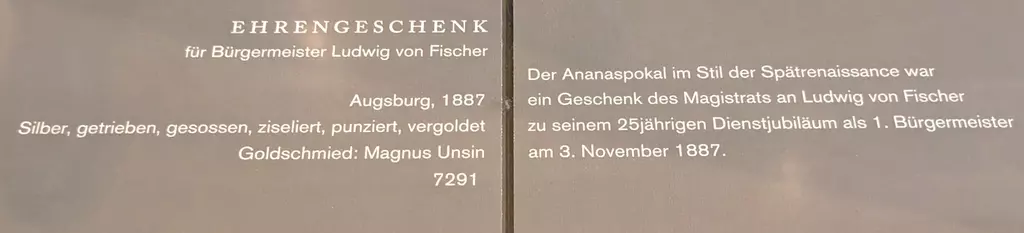 EHRENGESCHENK
für Bürgermeister Ludwig von Fischer
Augsburg, 1887
Silber, getrieben, gesossen, ziseliert, punziert, vergoldet
Goldschmied: Magnus Unsin
7291
Der Ananaspokal im Stil der Spätrenaissance war
ein Geschenk des Magistrats an Ludwig von Fischer
zu seinem 25jährigen Dienstjubiläum als 1. Bürgermeister
am 3. November 1887.